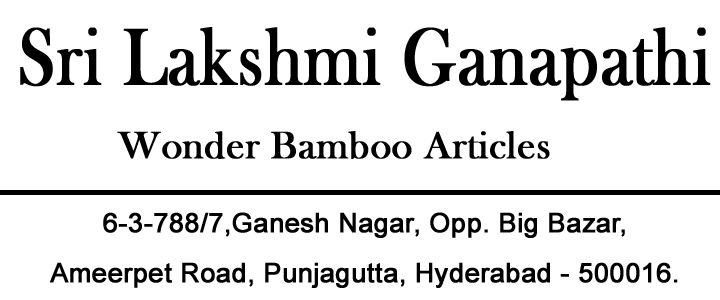 Sri Lakshmi Ganapathi
Wonder Bamboo Articles
6-3-788/7,Ganesh Nagar, Opp. Big Bazar,
Ameerpet Road, Punjagutta, Hyderabad - 500016.